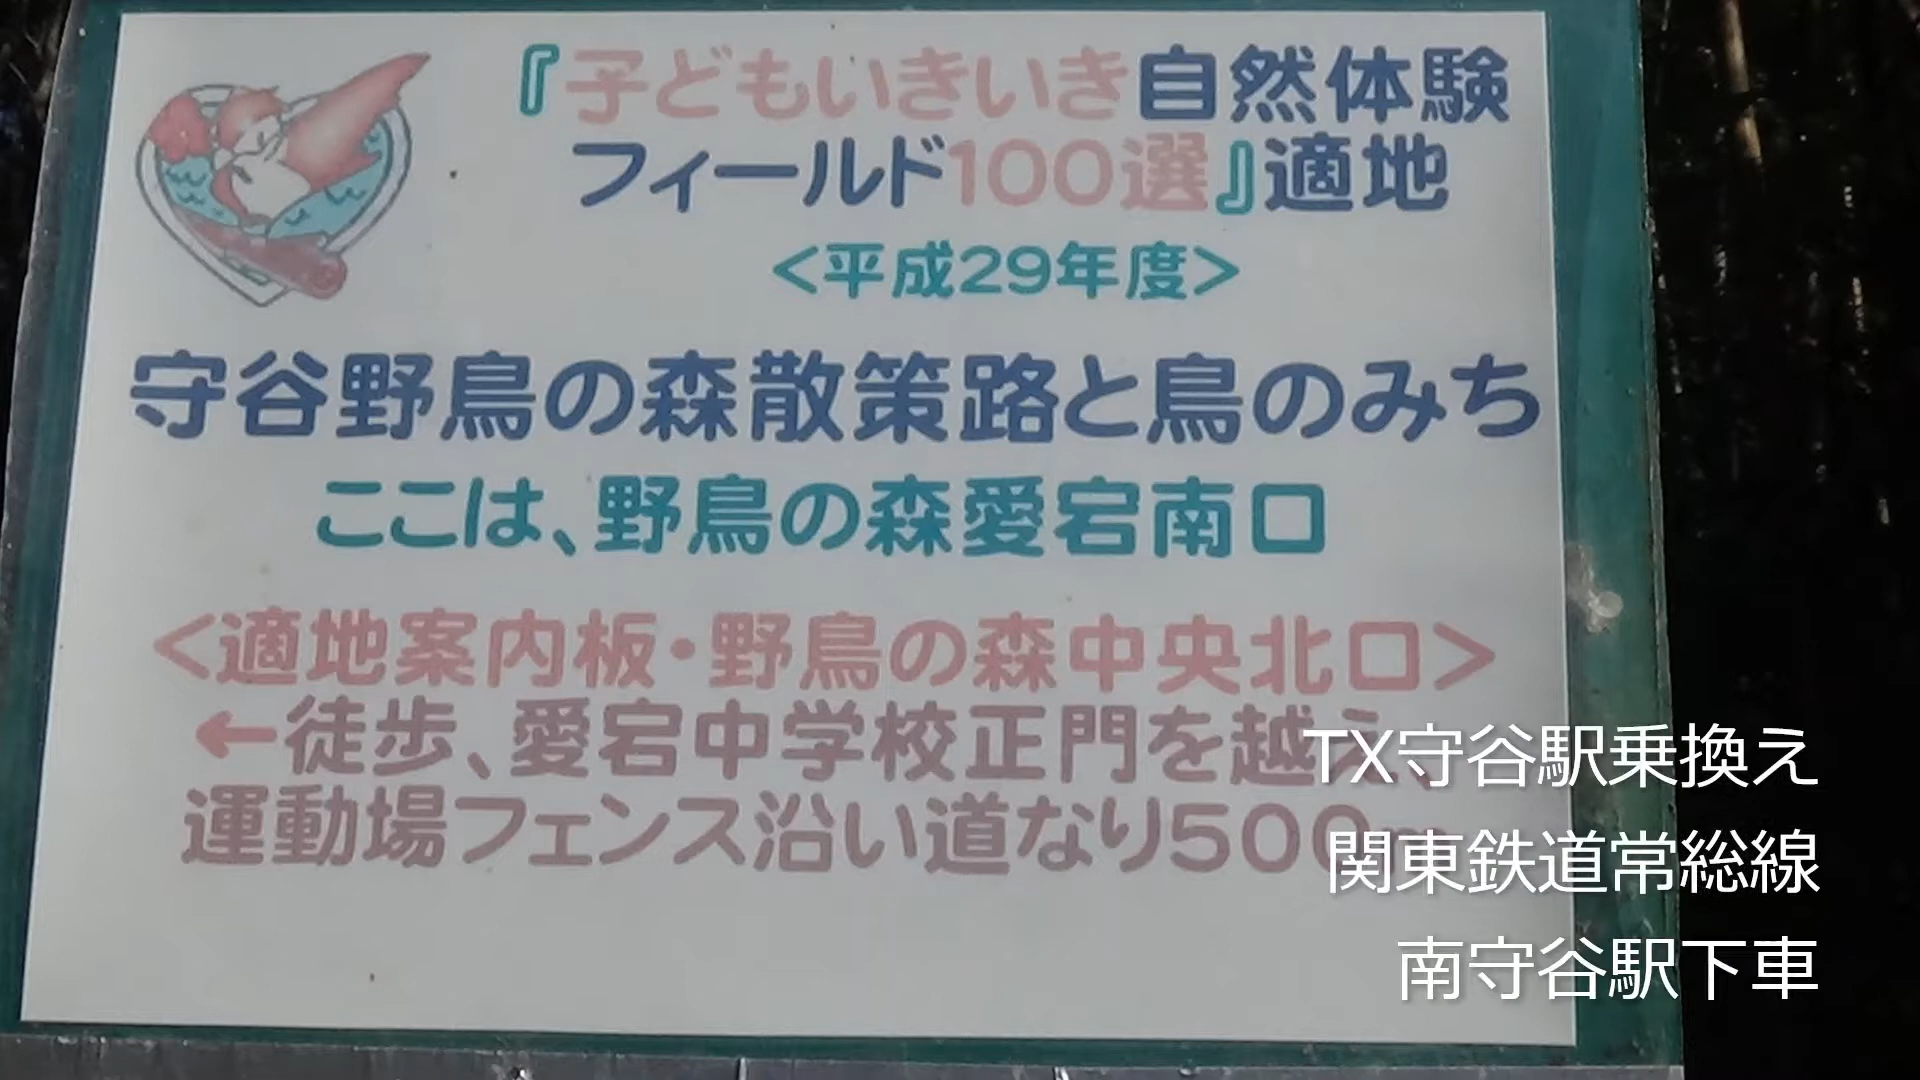 『子どもいきいき自然体験
フィールド100選』適地
<平成29年度>
守谷野鳥の森散策路と鳥のみち
ここは、野鳥の森愛宕南口
<適地案内板・野鳥の森中央北口>
←徒歩、愛宕中学校正門を越え、
運動場フェンス沿い道なり500m
TX守谷駅乗換え
関東鉄道常総線
南守谷駅下車